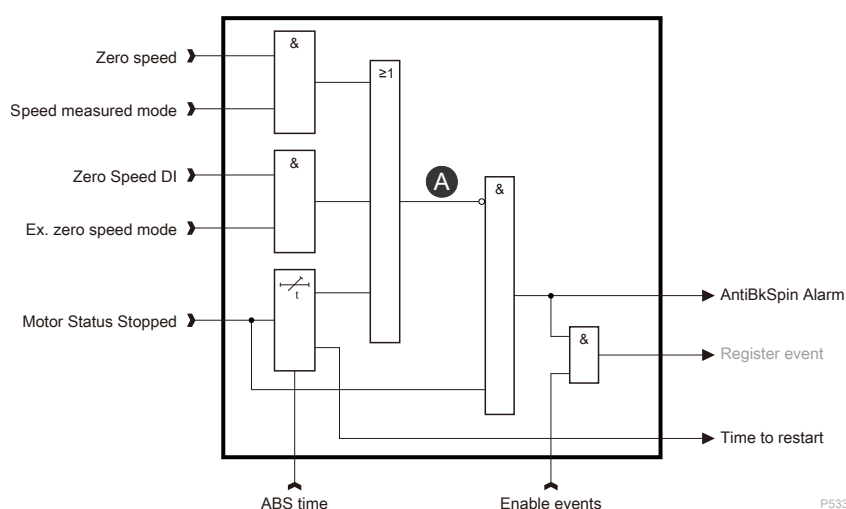 Zero speed
&
≥1
Speed measured mode
Zero Speed DI
&
A
&
Ex. zero speed mode
t
Motor Status Stopped
AntiBkSpin Alarm
&
Register event
Time to restart
ABS time
Enable events
P533